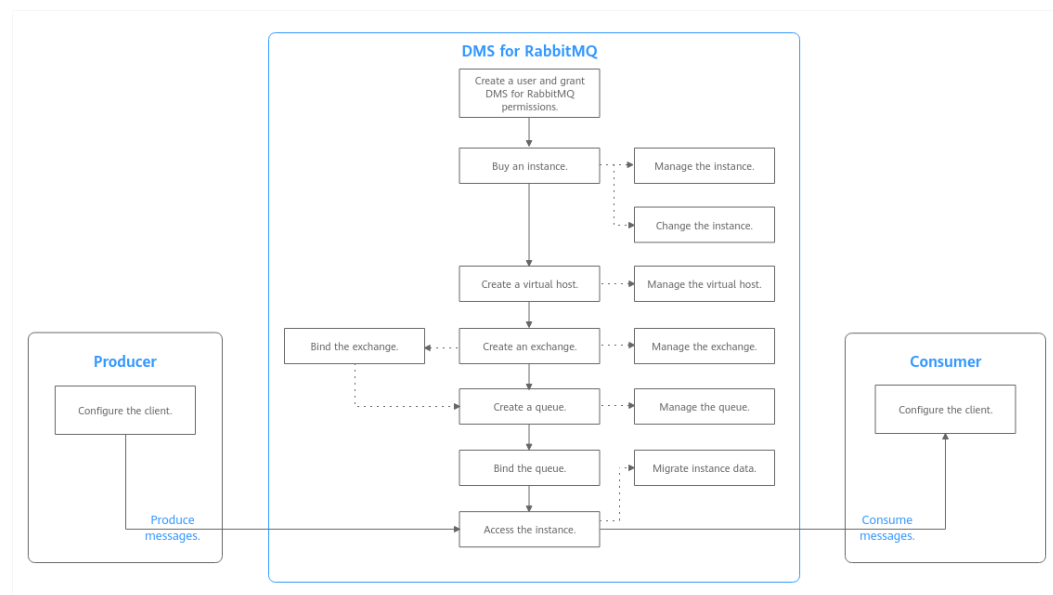 DMS for RabbitMQ
Create a user and grant
DMS for RabbitMQ
permissions.
Buy an instance.
Manage the instance.
Change the instance.
Create a virtual host.
Manage the virtual host.
Bind the exchange.
Create an exchange.
Manage the exchange.
Producer
Configure the client.
Create a queue.
Manage the queue.
Consumer
Configure the client.
Bind the queue.
Migrate instance data.
Produce
messages.
Access the instance.
Consume
messages.